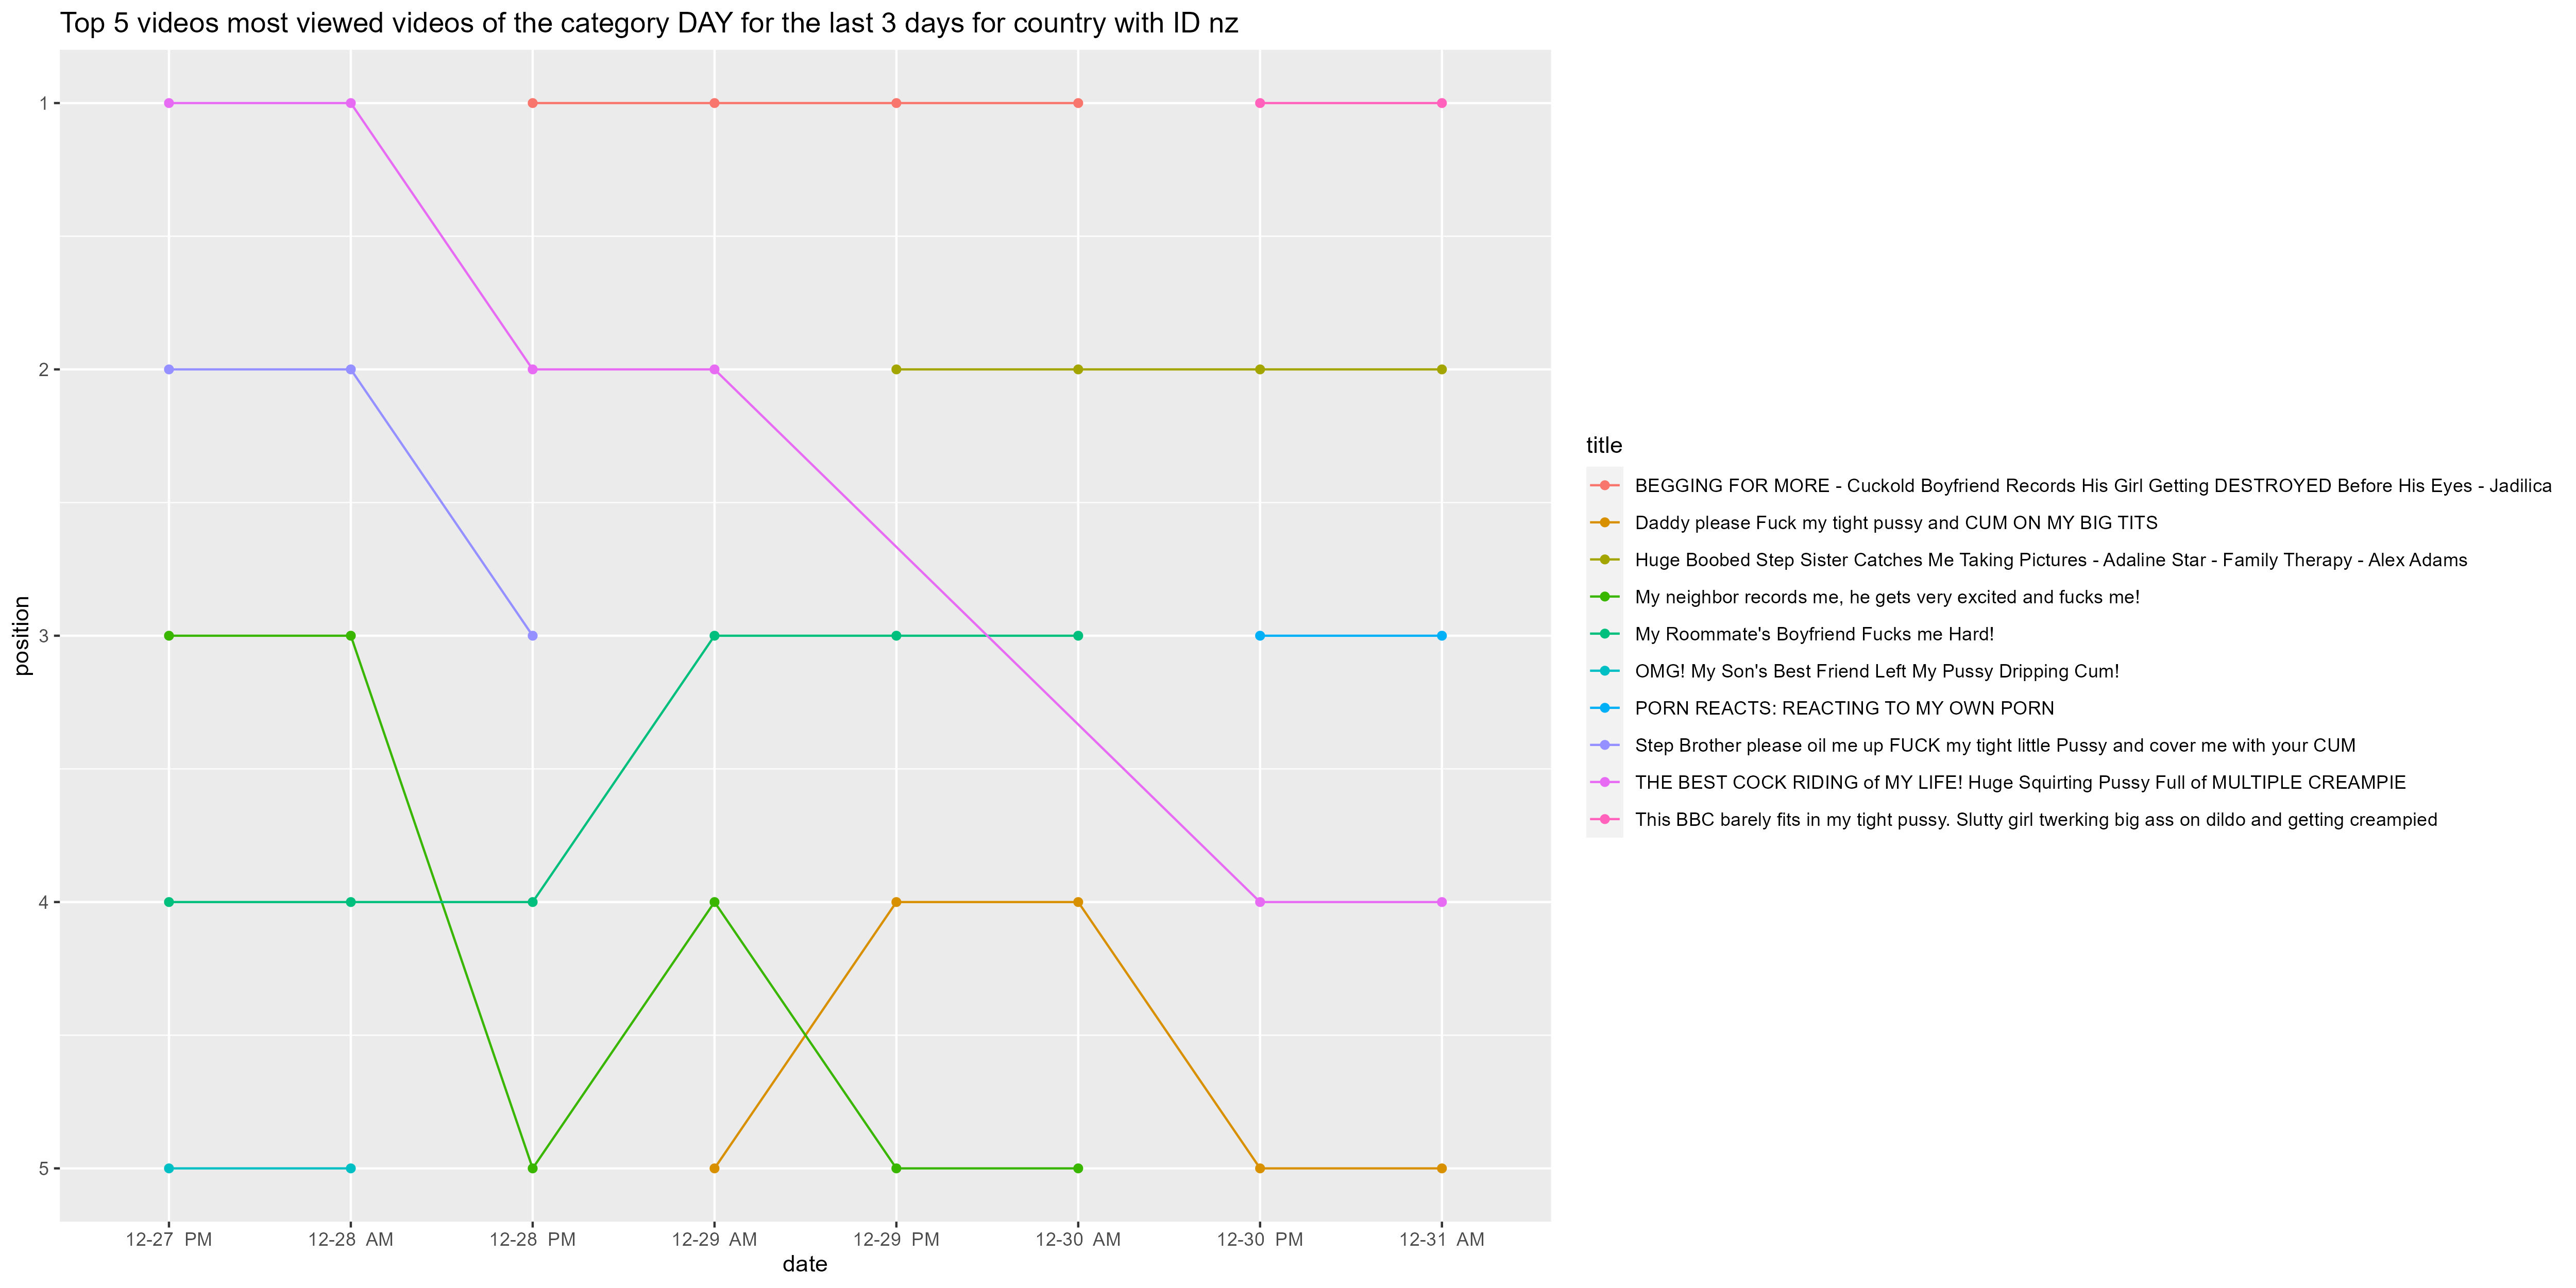 Top 5 videos most viewed videos of the category DAY for the last 3 days for country with ID nz
1
2
3
4
5
position
12-27 PM
12-28 AM
12-28 PM
12-29 AM
12-29 PM
12-30 AM
12-30 PM
12-31 AM
date
title
BEGGING FOR MORE - Cuckold Boyfriend Records His Girl Getting DESTROYED Before His Eyes - Jadilica
Daddy please Fuck my tight pussy and CUM ON MY BIG TITS
Huge Boobed Step Sister Catches Me Taking Pictures - Adaline Star - Family Therapy - Alex Adams
My neighbor records me, he gets very excited and fucks me!
My Roommate's Boyfriend Fucks me Hard!
OMG! My Son's Best Friend Left My Pussy Dripping Cum!
PORN REACTS: REACTING TO MY OWN PORN
Step Brother please oil me up FUCK my tight little Pussy and cover me with your CUM
THE BEST COCK RIDING of MY LIFE! Huge Squirting Pussy Full of MULTIPLE CREAMPIE
This BBC barely fits in my tight pussy. Slutty girl twerking big ass on dildo and getting creampied